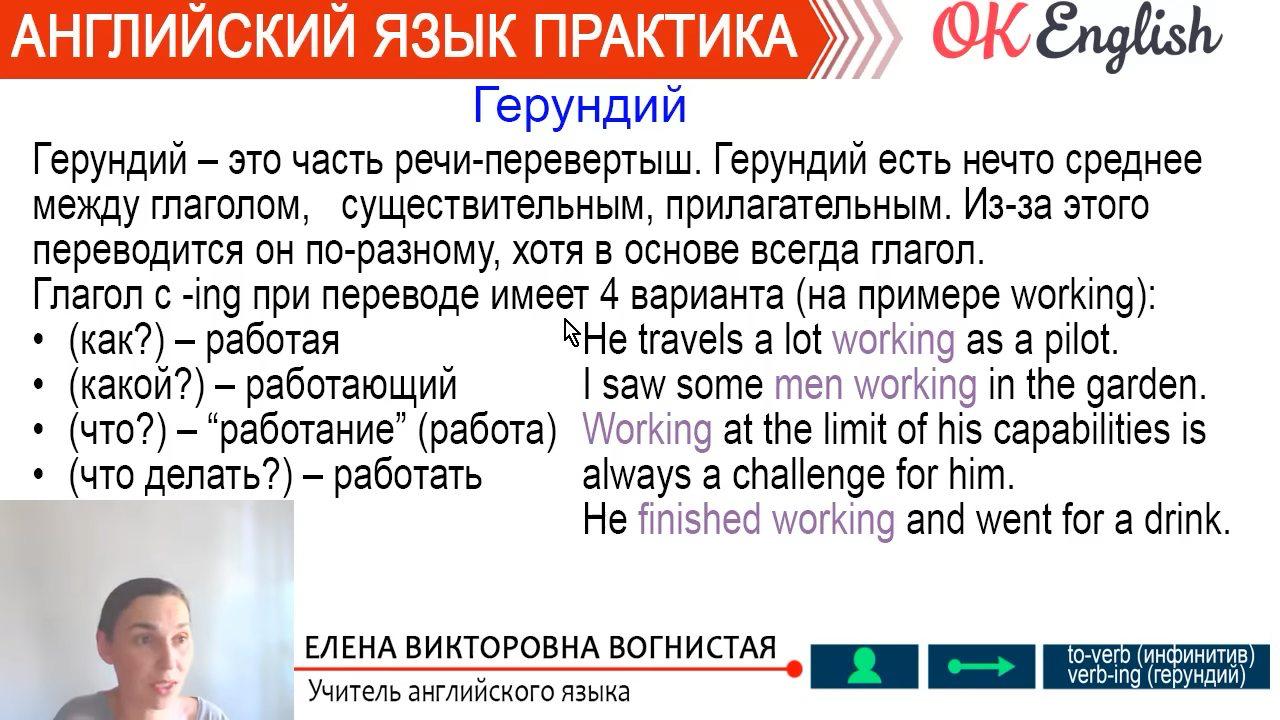 АНГЛИЙСКИЙ ЯЗЫК ПРАКТИКА
OK English
Герундий
Герундий – это часть речи-перевертыш. Герундий есть нечто среднее
между глаголом, существительным, прилагательным. Из-за этого
переводится он по-разному, хотя в основе всегда глагол.
Глагол с -ing при переводе имеет 4 варианта (на примере working):
• (как?) – работая He travels a lot working as a pilot.
• (какой?) – работающий I saw some men working in the garden.
• (что?) – “работание” (работа) Working at the limit of his capabilities is
• (что делать?) – работать always a challenge for him.
He finished working and went for a drink.
ЕЛЕНА ВИКТОРОВНА ВОГНИСТАЯ
Учитель английского языка
to-verb (инфинитив)
verb-ing (герундий)